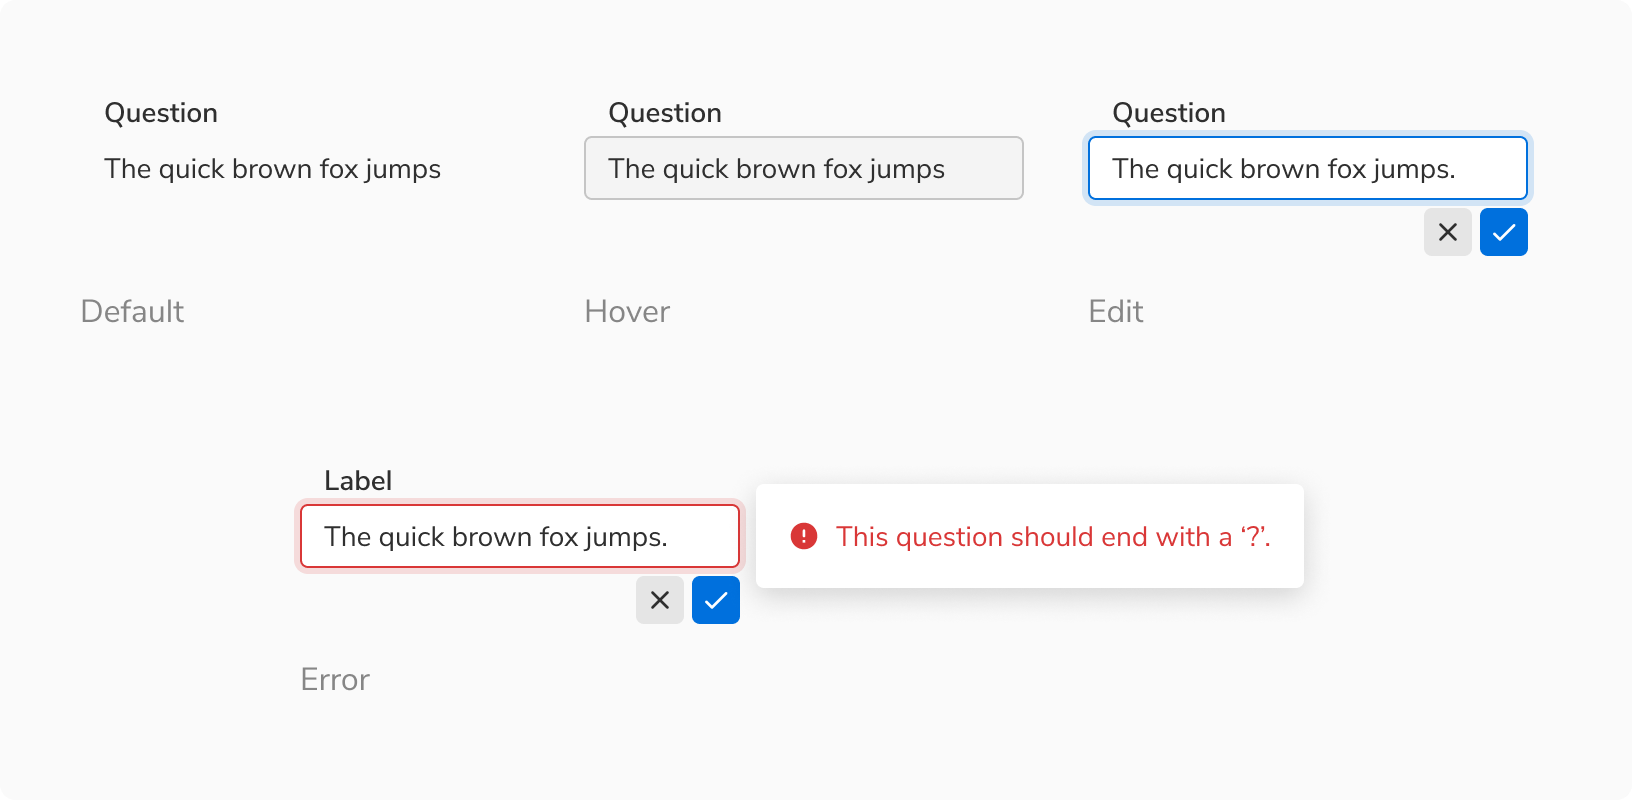 Question
The quick brown fox jumps
Default
Question
The quick brown fox jumps
Hover
Question
The quick brown fox jumps.
Edit
Label
The quick brown fox jumps.
This question should end with a ‘?’.
Error